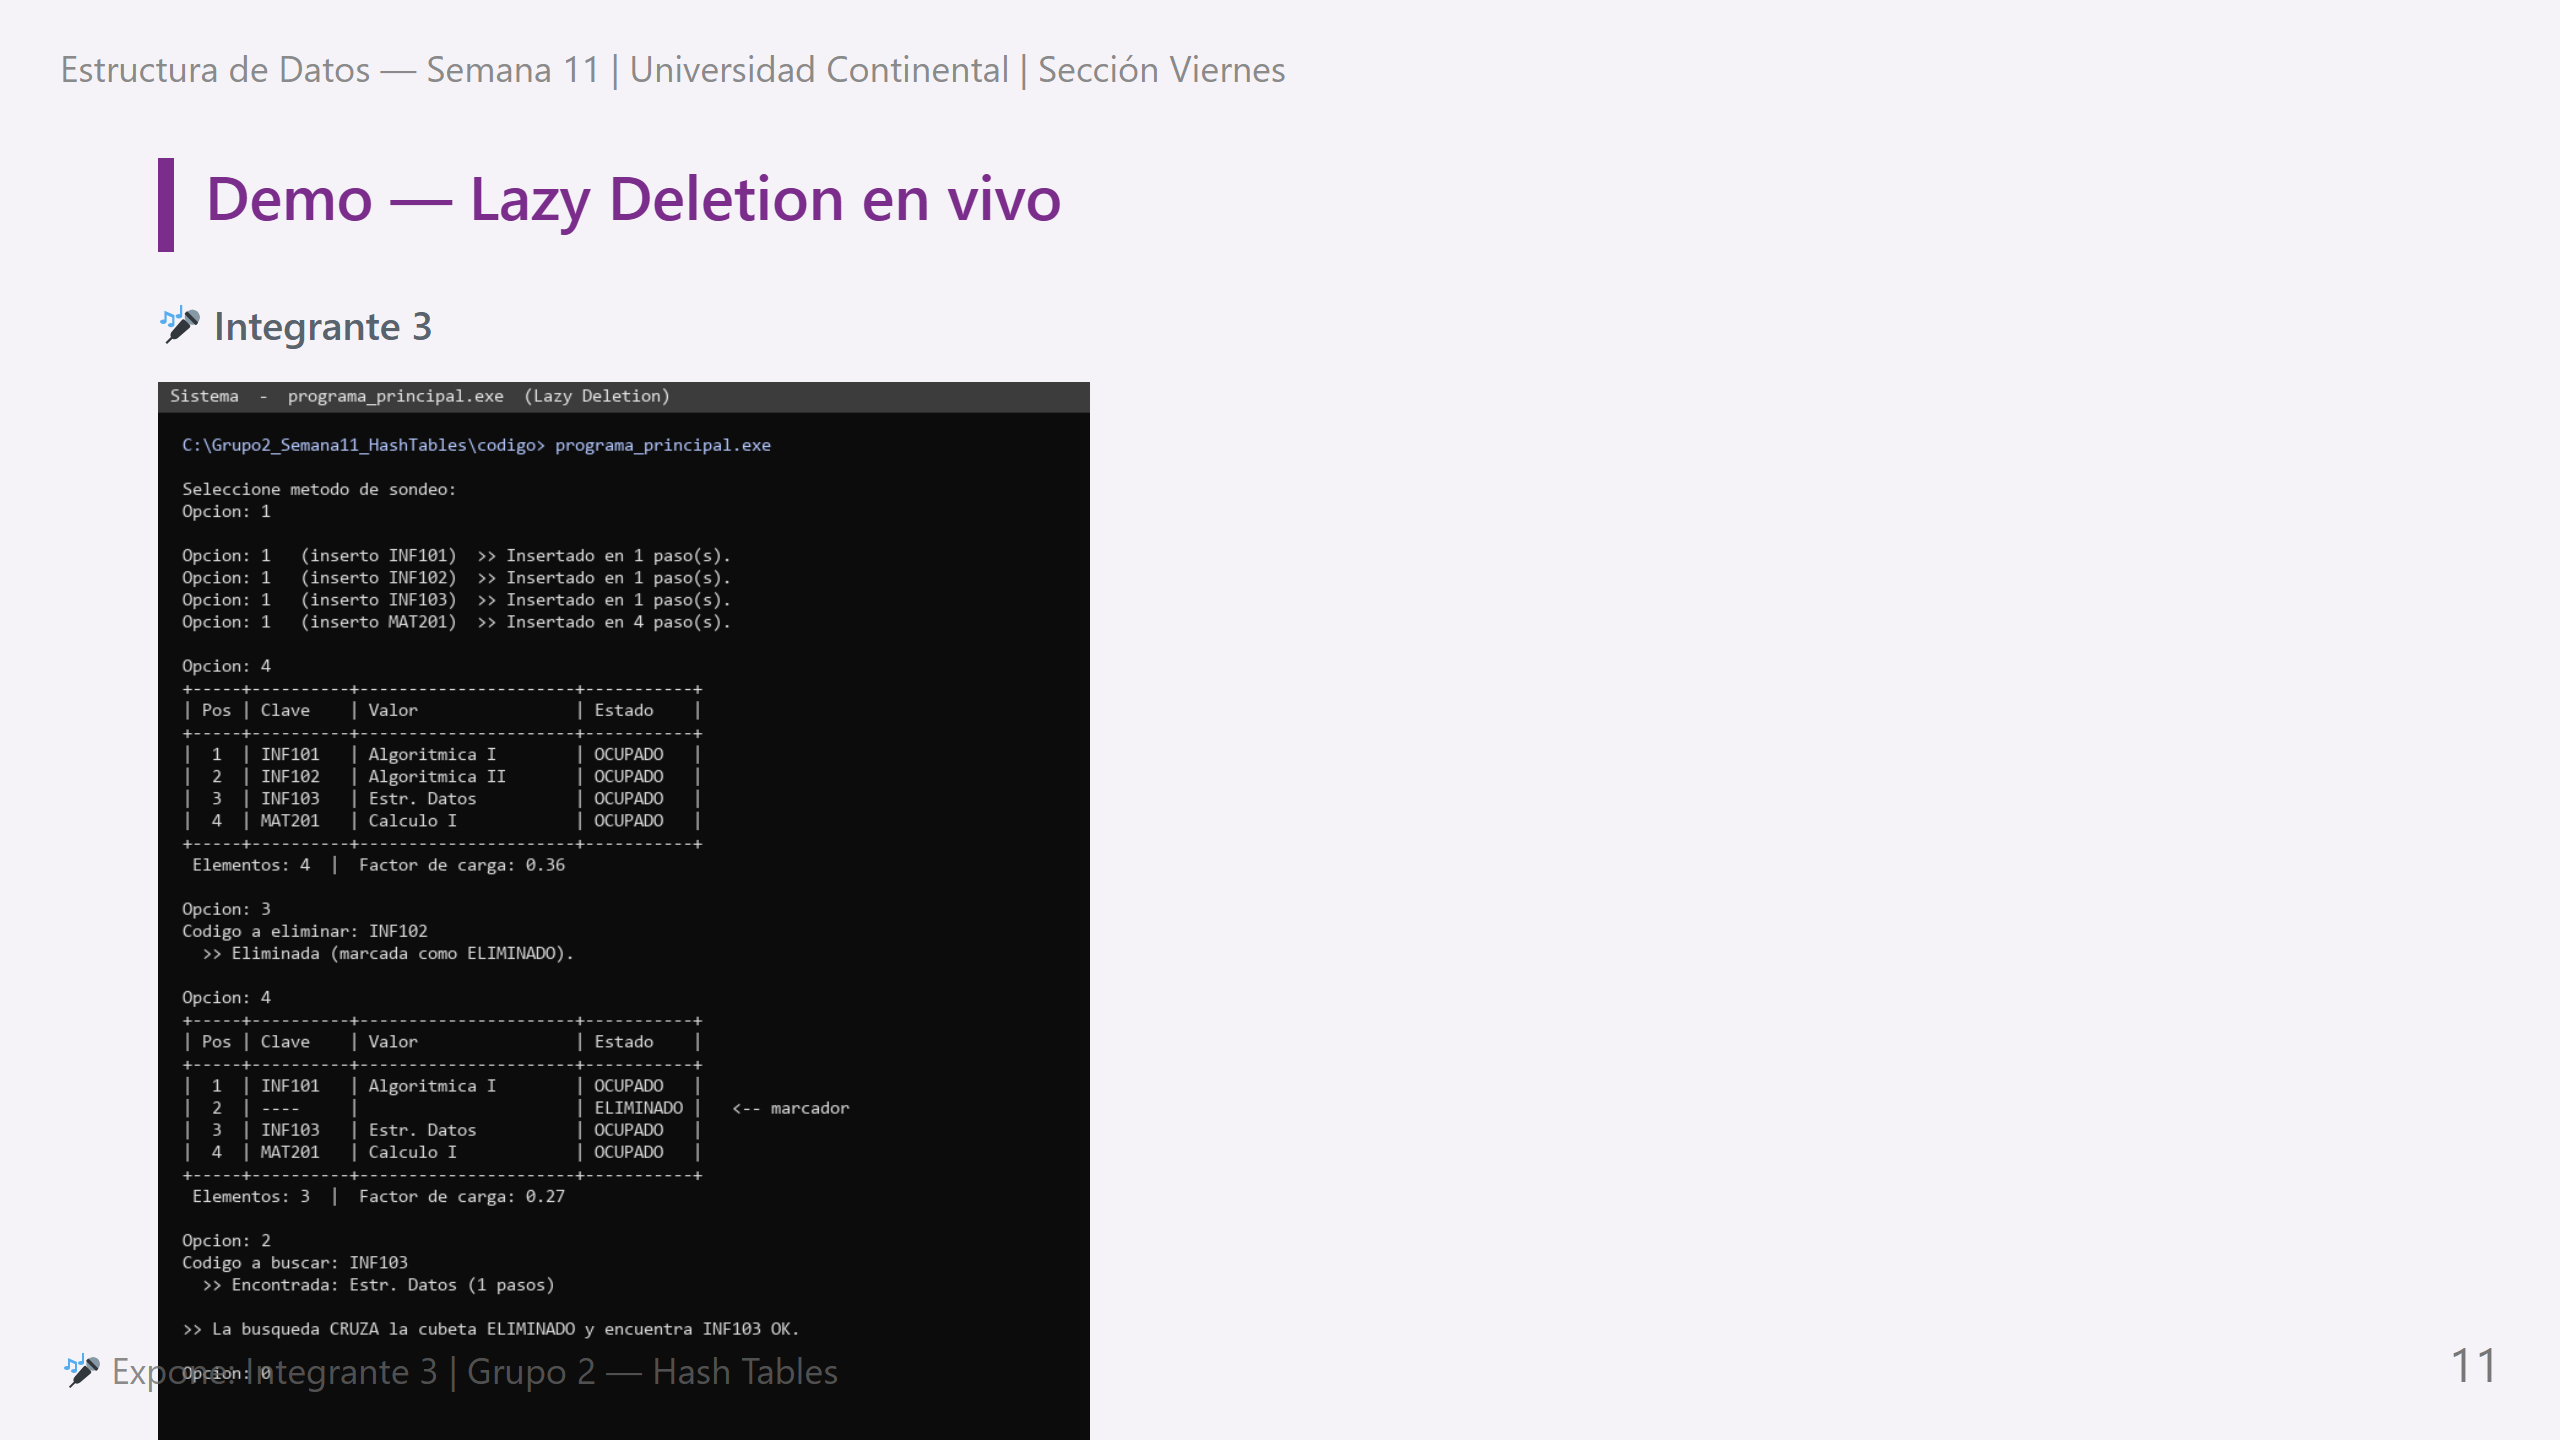 Estructura de Datos — Semana 11 | Universidad Continental | Sección Viernes
Demo — Lazy Deletion en vivo
Integrante 3
Sistema  -  programa_principal.exe  (Lazy Deletion)
C:\Grupo2_Semana11_HashTables\codigo> programa_principal.exe
Seleccione metodo de sondeo:
Opcion: 1
Opcion: 1   (inserto INF101)  >> Insertado en 1 paso(s).
Opcion: 1   (inserto INF102)  >> Insertado en 1 paso(s).
Opcion: 1   (inserto INF103)  >> Insertado en 1 paso(s).
Opcion: 1   (inserto MAT201)  >> Insertado en 4 paso(s).
Opcion: 4
+-----+----------+----------------------+-----------+
| Pos | Clave    | Valor                | Estado    |
+-----+----------+----------------------+-----------+
|  1  | INF101   | Algoritmica I        | OCUPADO   |
|  2  | INF102   | Algoritmica II       | OCUPADO   |
|  3  | INF103   | Estr. Datos          | OCUPADO   |
|  4  | MAT201   | Calculo I            | OCUPADO   |
+-----+----------+----------------------+-----------+
 Elementos: 4  |  Factor de carga: 0.36
Opcion: 3
Codigo a eliminar: INF102
  >> Eliminada (marcada como ELIMINADO).
Opcion: 4
+-----+----------+----------------------+-----------+
| Pos | Clave    | Valor                | Estado    |
+-----+----------+----------------------+-----------+
|  1  | INF101   | Algoritmica I        | OCUPADO   |
|  2  | ----     |                      | ELIMINADO |   <-- marcador
|  3  | INF103   | Estr. Datos          | OCUPADO   |
|  4  | MAT201   | Calculo I            | OCUPADO   |
+-----+----------+----------------------+-----------+
 Elementos: 3  |  Factor de carga: 0.27
Opcion: 2
Codigo a buscar: INF103
  >> Encontrada: Estr. Datos (1 pasos)
>> La busqueda CRUZA la cubeta ELIMINADO y encuentra INF103 OK.
Opcion: 0
Expone: Integrante 3 | Grupo 2 — Hash Tables
11